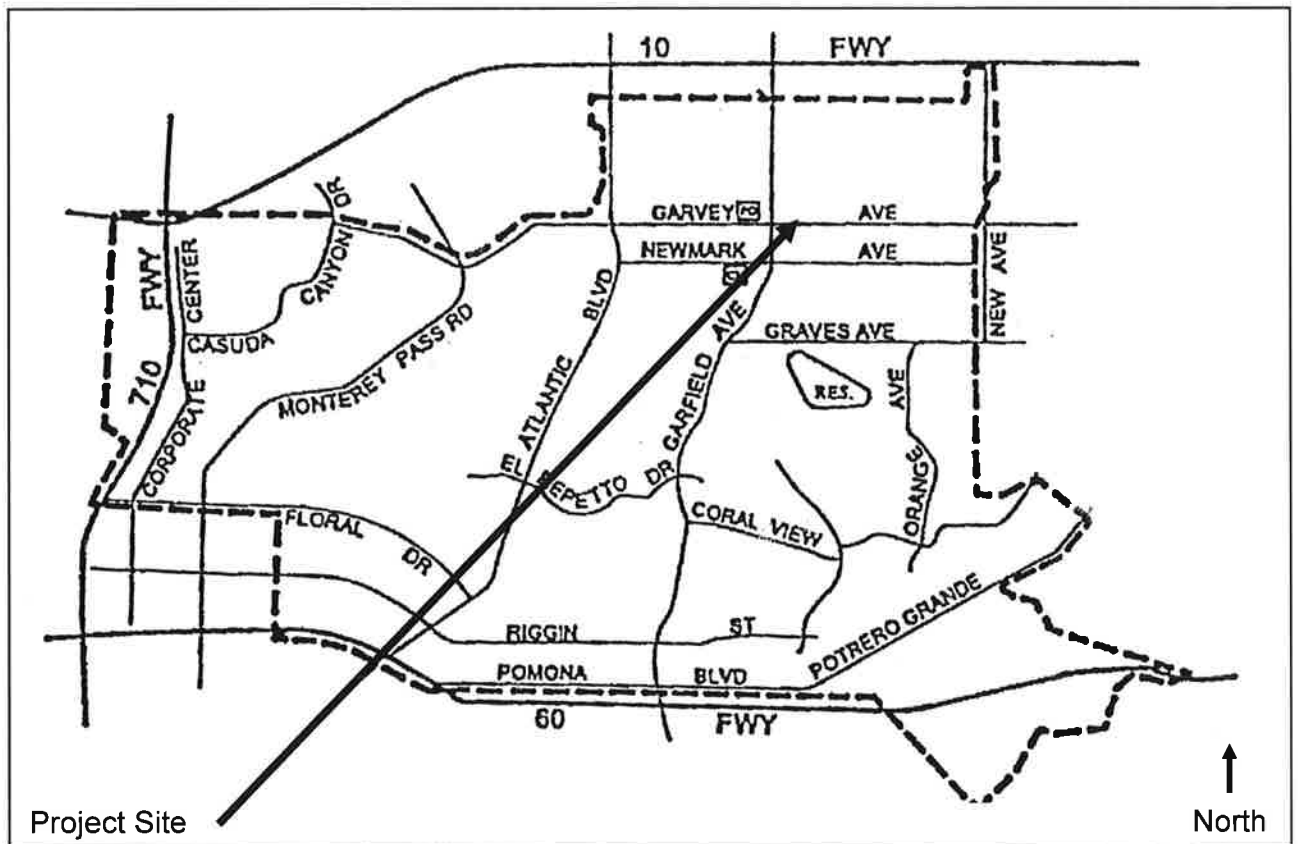 10 FWY
DR
CANYON
FWY
710
CENTER
CORPORATE
CASUDA
MONTEREY PASS RD
GARVEY PO AVE
NEWMARK AVE
NEW AVE
BLVD
ATLANTIC
GARFIELD AVE
GRAVES AVE
RES.
ORANGE AVE
EL REPETTO DR
FLORAL DR
CORAL VIEW
RIGGIN ST
POTRERO GRANDE
POMONA BLVD
60 FWY
Project Site
North